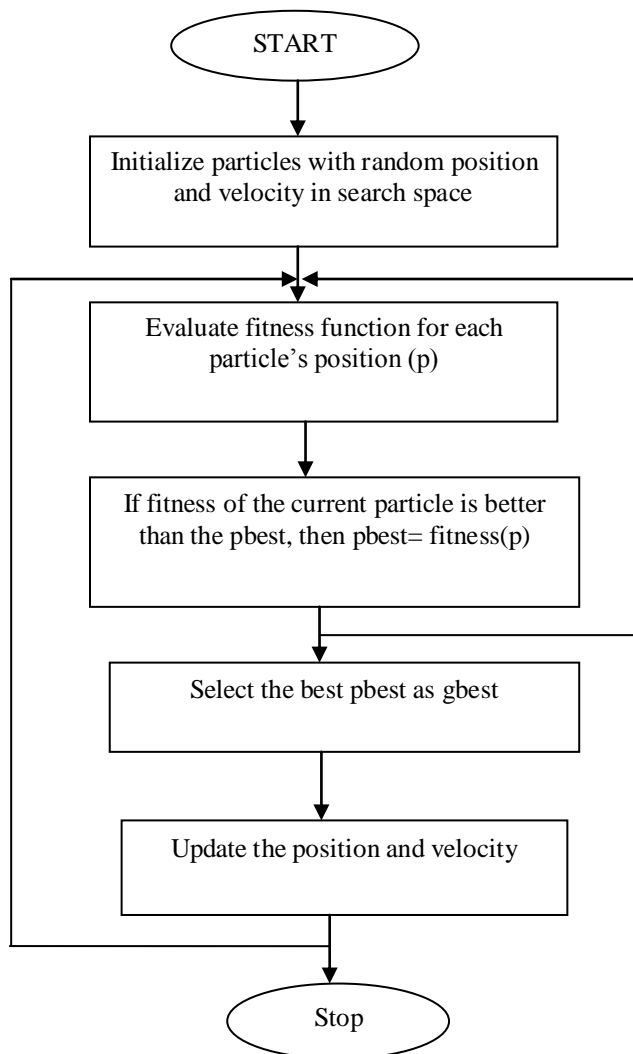 START
Initialize particles with random position
and velocity in search space
Evaluate fitness function for each
particle’s position (p)
If fitness of the current particle is better
than the pbest, then pbest= fitness(p)
Select the best pbest as gbest
Update the position and velocity
Stop